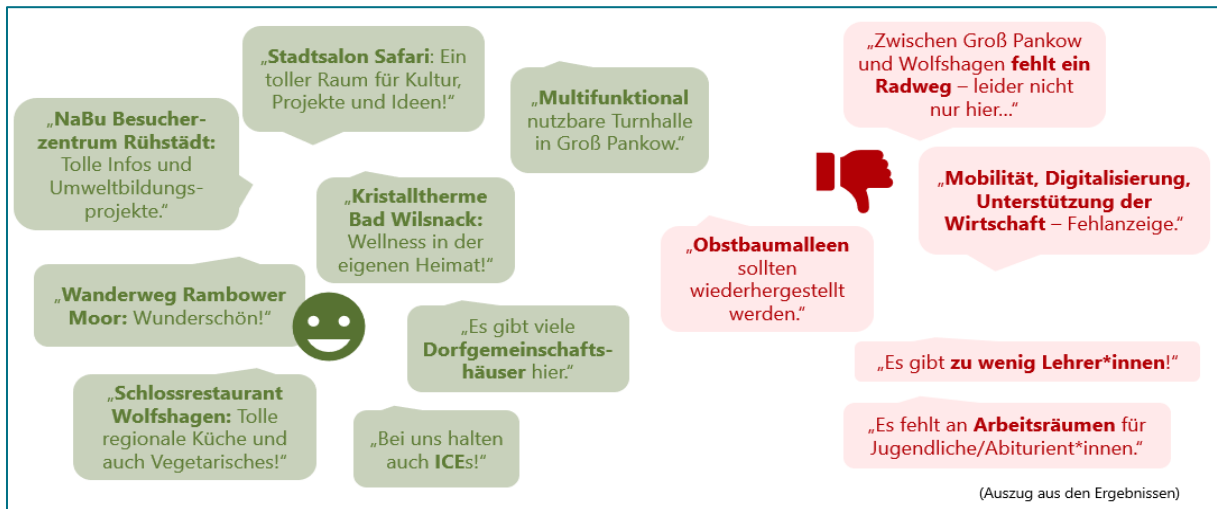 „Stadtsalon Safari: Ein
toller Raum für Kultur,
Projekte und Ideen!“
„NaBu Besucher-
zentrum Rühstädt:
Tolle Infos und
Umweltbildungs-
projekte.“
„Multifunktional
nutzbare Turnhalle
in Groß Pankow.“
„Kristalltherme
Bad Wilsnack:
Wellness in der
eigenen Heimat!“
„Wanderweg Rambower
Moor: Wunderschön!“
„Es gibt viele
Dorfgemeinschafts-
häuser hier.“
„Schlossrestaurant
Wolfshagen: Tolle
regionale Küche und
auch Vegetarisches!“
„Bei uns halten
auch ICEs!“
„Zwischen Groß Pankow
und Wolfshagen fehlt ein
Radweg – leider nicht
nur hier...“
„Mobilität, Digitalisierung,
Unterstützung der
Wirtschaft – Fehlanzeige.“
„Obstbaumalleen
sollten
wiederhergestellt
werden.“
„Es gibt zu wenig Lehrer*innen!“
„Es fehlt an Arbeitsräumen für
Jugendliche/Abiturient*innen.“
(Auszug aus den Ergebnissen)